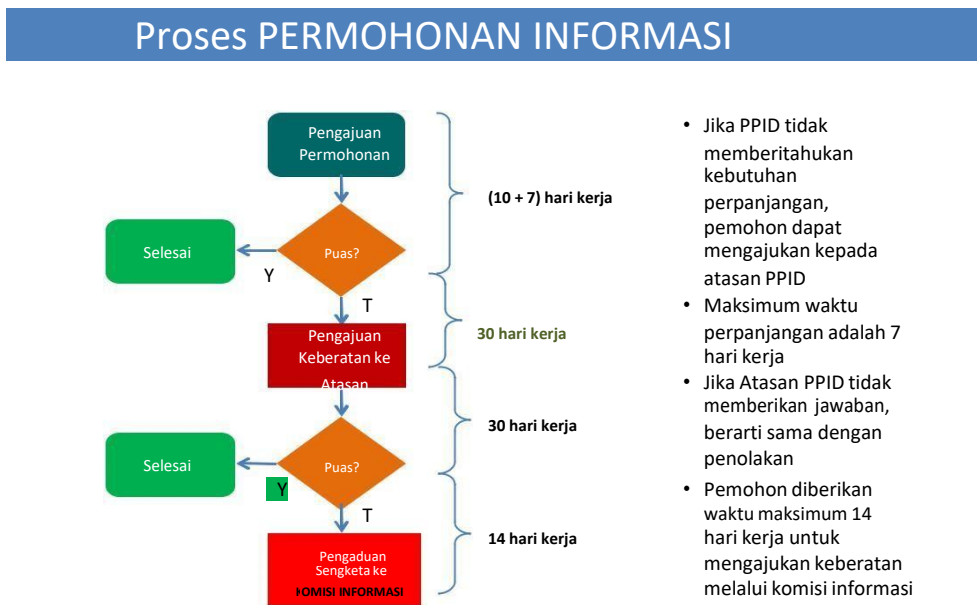 Proses PERMOHONAN INFORMASI
Pengajuan
Permohonan
(10 + 7) hari kerja
Selesai
Puas?
Y
T
Pengajuan
Keberatan ke
Atasan
30 hari kerja
30 hari kerja
Selesai
Puas?
Y
T
14 hari kerja
Pengaduan
Sengketa ke
KOMISI INFORMASI
• Jika PPID tidak
memberitahukan
kebutuhan
perpanjangan,
pemohon dapat
mengajukan kepada
atasan PPID
• Maksimum waktu
perpanjangan adalah 7
hari kerja
• Jika Atasan PPID tidak
memberikan jawaban,
berarti sama dengan
penolakan
• Pemohon diberikan
waktu maksimum 14
hari kerja untuk
mengajukan keberatan
melalui komisi informasi